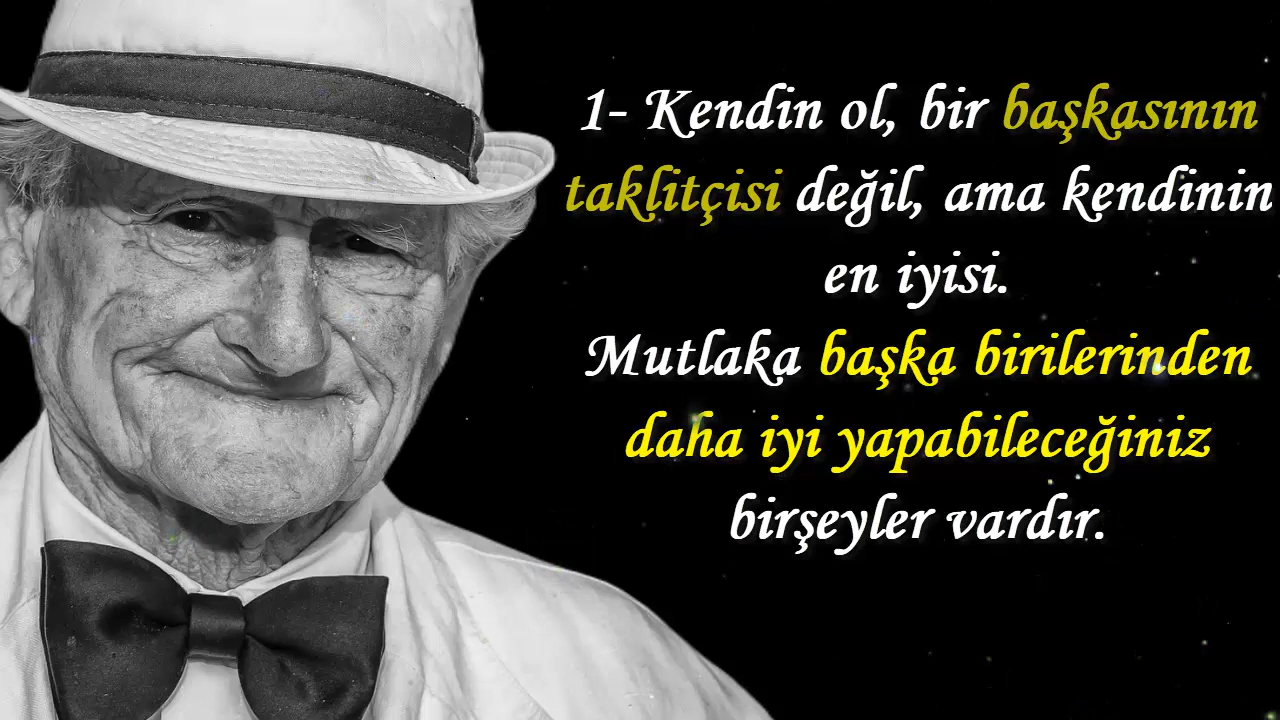 1- Kendin ol, bir başkasının
taklitçisi değil, ama kendinin
en iyisi.
Mutlaka başka birilerinden
daha iyi yapabileceğiniz
birşeyler vardır.